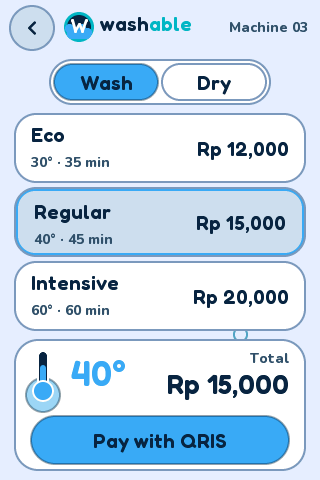 W washable
Machine 03
Wash
Dry
Eco
30° · 35 min
Rp 12,000
Regular
40° · 45 min
Rp 15,000
Intensive
60° · 60 min
Rp 20,000
40°
Total
Rp 15,000
Pay with QRIS